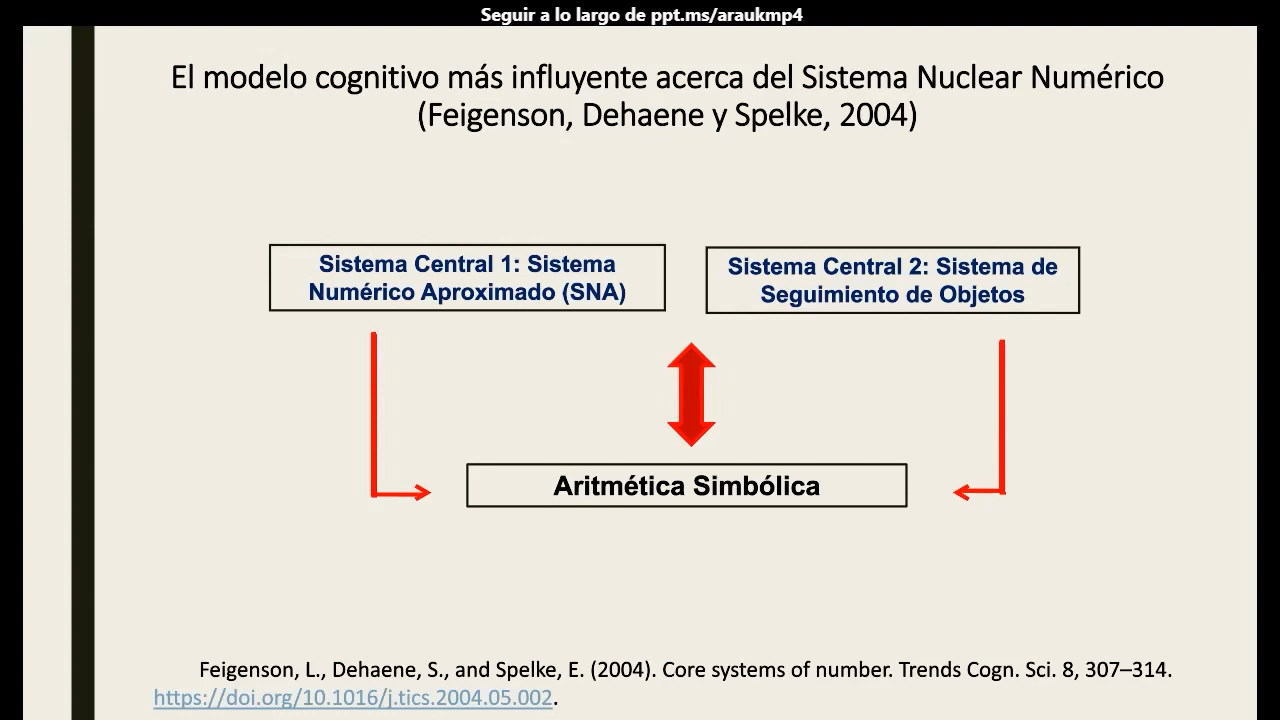 Seguir a lo largo de ppt.ms/araukmp4
El modelo cognitivo más influyente acerca del Sistema Nuclear Numérico
(Feigenson, Dehaene y Spelke, 2004)
Sistema Central 1: Sistema
Numérico Aproximado (SNA)
Sistema Central 2: Sistema de
Seguimiento de Objetos
Aritmética Simbólica
Feigenson, L., Dehaene, S., and Spelke, E. (2004). Core systems of number. Trends Cogn. Sci. 8, 307–314.
https://doi.org/10.1016/j.tics.2004.05.002.